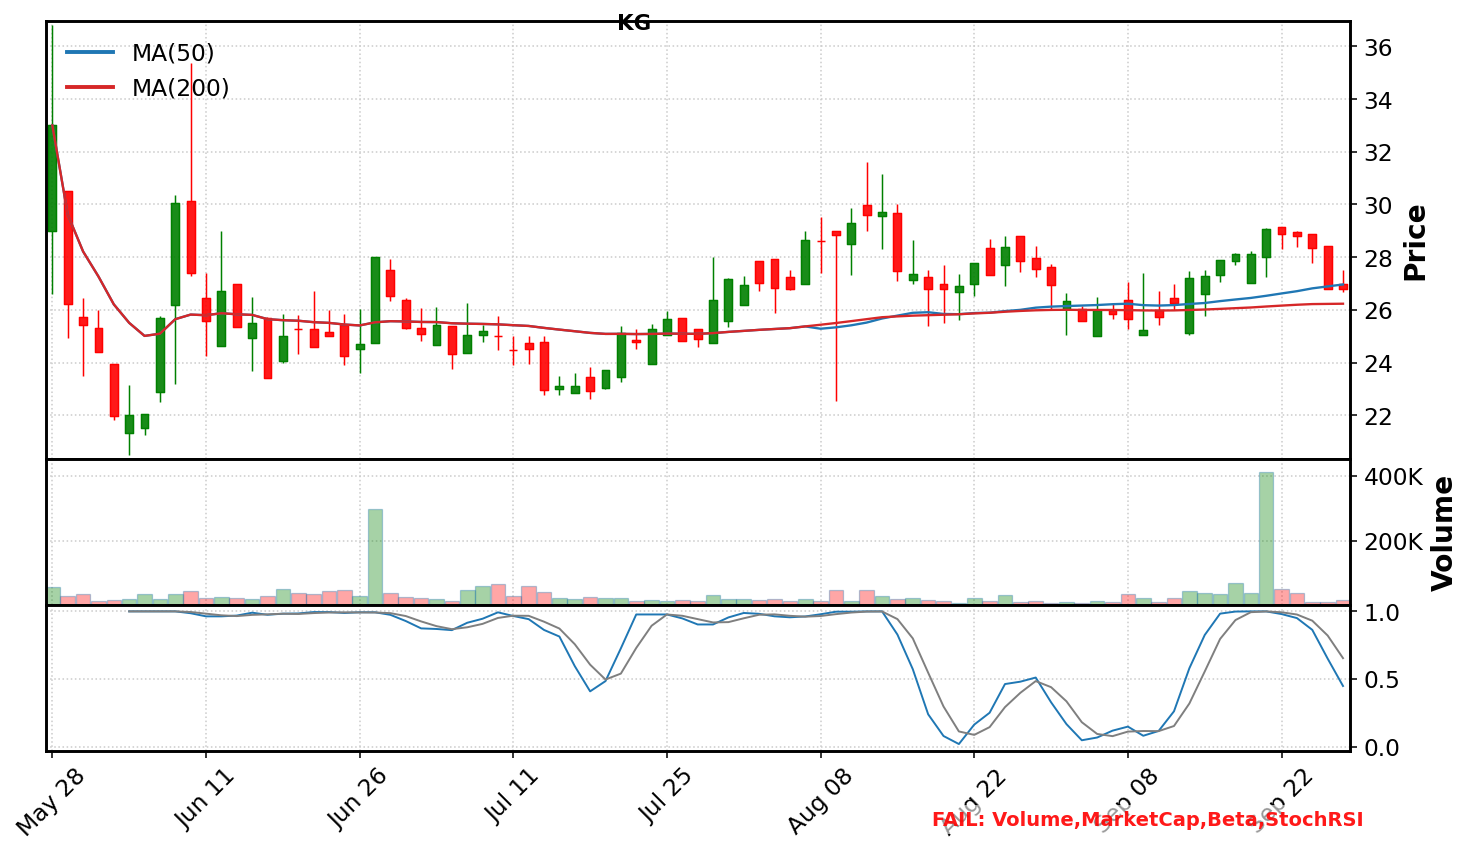 KG
MA(50)
MA(200)
36
34
32
30
28
26
24
22
Price
400K
200K
Volume
1.0
0.5
0.0
May 28
Jun 11
Jun 26
Jul 11
Jul 25
Aug 08
Aug 22
Sep 08
Sep 22
FAIL: Volume,MarketCap,Beta,StochRSI